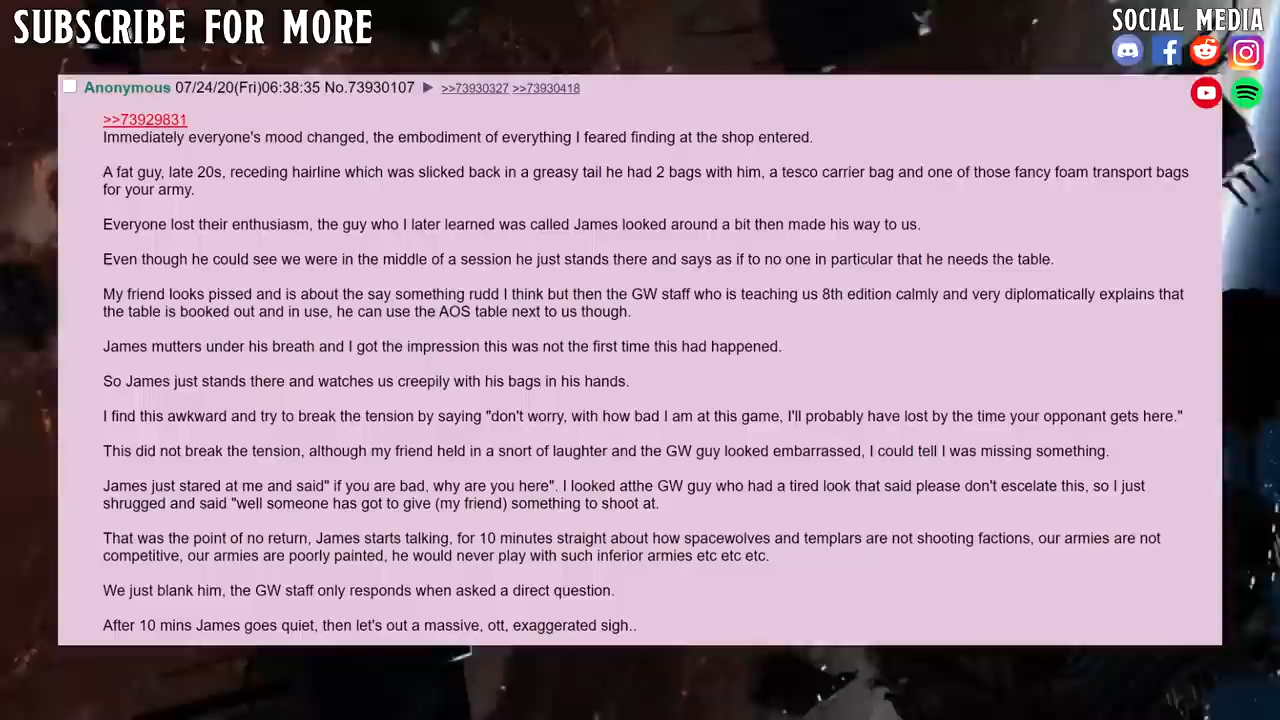 SUBSCRIBE FOR MORE
SOCIAL MEDIA
Anonymous 07/24/20(Fri)06:38:35 No.73930107 ▶ >>73930327 >>73930418
>>73929831
Immediately everyone's mood changed, the embodiment of everything I feared finding at the shop entered.
A fat guy, late 20s, receding hairline which was slicked back in a greasy tail he had 2 bags with him, a tesco carrier bag and one of those fancy foam transport bags
for your army.
Everyone lost their enthusiasm, the guy who I later learned was called James looked around a bit then made his way to us.
Even though he could see we were in the middle of a session he just stands there and says as if to no one in particular that he needs the table.
My friend looks pissed and is about the say something rudd I think but then the GW staff who is teaching us 8th edition calmly and very diplomatically explains that
the table is booked out and in use, he can use the AOS table next to us though.
James mutters under his breath and I got the impression this was not the first time this had happened.
So James just stands there and watches us creepily with his bags in his hands.
I find this awkward and try to break the tension by saying "don't worry, with how bad I am at this game, I'll probably have lost by the time your opponant gets here."
This did not break the tension, although my friend held in a snort of laughter and the GW guy looked embarrassed, I could tell I was missing something.
James just stared at me and said" if you are bad, why are you here". I looked atthe GW guy who had a tired look that said please don't escelate this, so I just
shrugged and said "well someone has got to give (my friend) something to shoot at.
That was the point of no return, James starts talking, for 10 minutes straight about how spacewolves and templars are not shooting factions, our armies are not
competitive, our armies are poorly painted, he would never play with such inferior armies etc etc etc.
We just blank him, the GW staff only responds when asked a direct question.
After 10 mins James goes quiet, then let's out a massive, ott, exaggerated sigh..